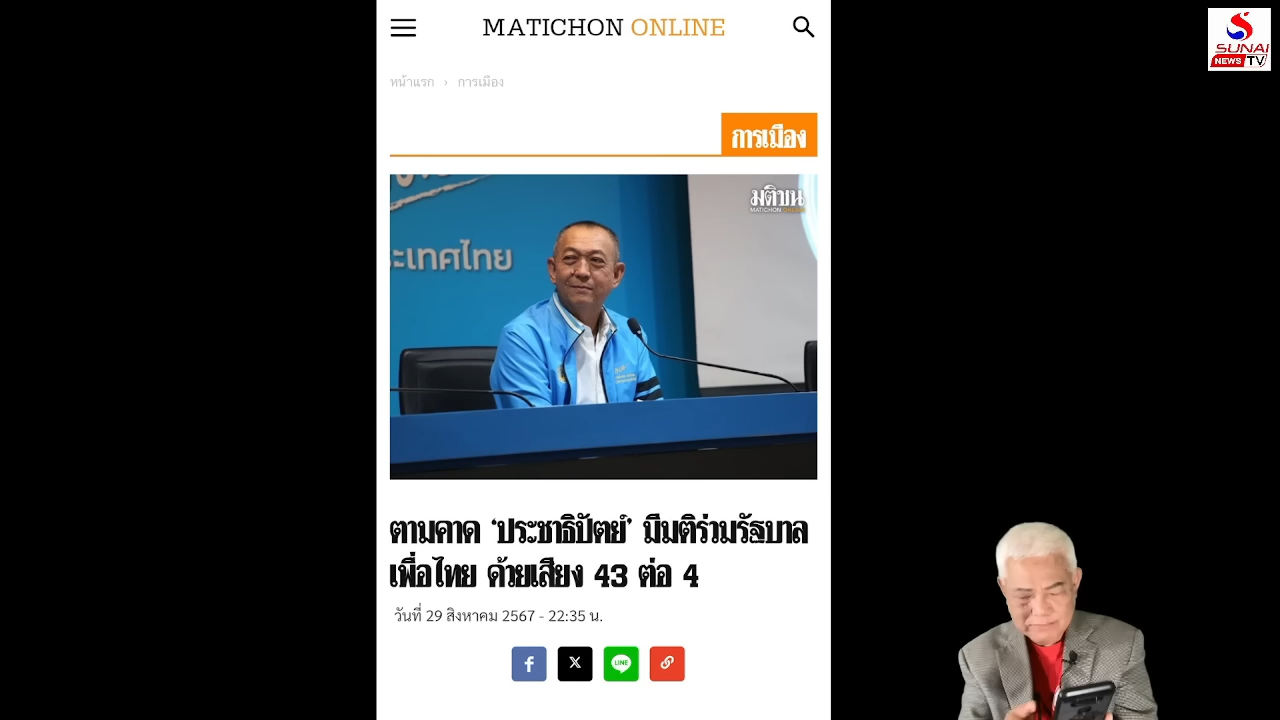 MATICHON ONLINE
SUNAI
NEWS TV
หน้าแรก › การเมือง
การเมือง
มติชน
MATICHON ONLINE
ะเทศไทย
ตามคาด ‘ประชาธิปัตย์’ มีมติร่วมรัฐบาล
เพื่อไทย ด้วยเสียง 43 ต่อ 4
วันที่ 29 สิงหาคม 2567 - 22:35 น.
LINE